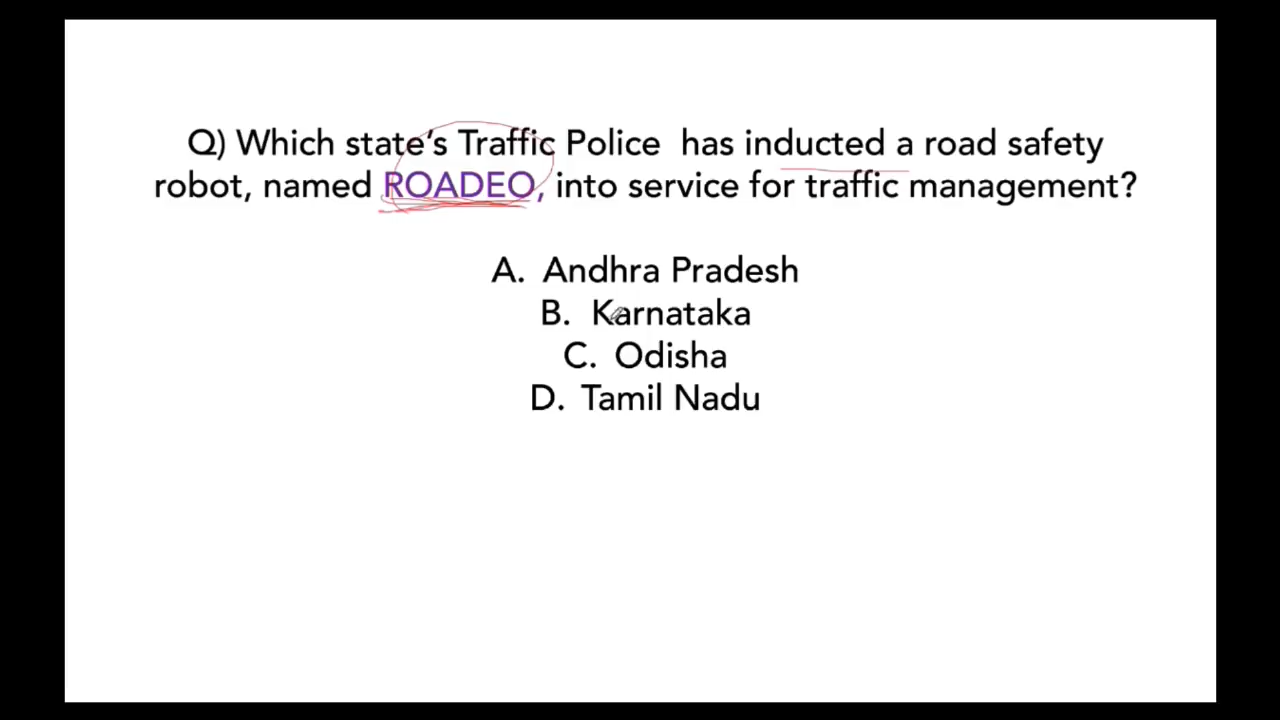 Q) Which state's Traffic Police has inducted a road safety
robot, named ROADEO, into service for traffic management?
A. Andhra Pradesh
B. Karnataka
C. Odisha
D. Tamil Nadu